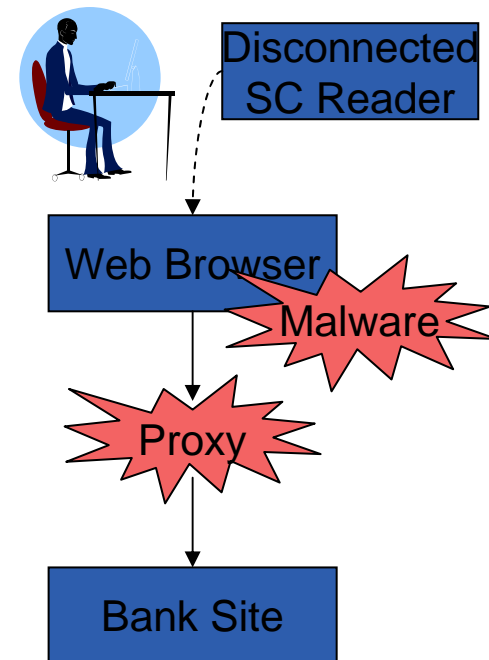 Disconnected
SC Reader
Web Browser
Malware
Proxy
Bank Site